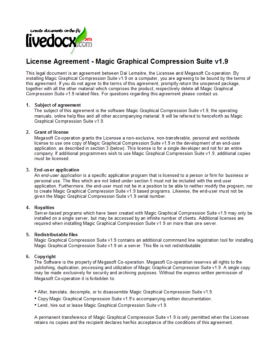 create documents on the fly
livedocx.com
License Agreement - Magic Graphical Compression Suite v1.9
This legal document is an agreement between Dai Lemaitre, the Licensee and Megasoft Co-operation. By
installing Magic Graphical Compression Suite v1.9 on a computer, you are agreeing to be bound by the terms of
this agreement. If you do not agree to the terms of this agreement, promptly return the unopened package,
together with all the other material which comprises the product, respectively delete all Magic Graphical
Compression Suite v1.9 related files. For questions regarding this agreement please contact us.
1. Subject of agreement
The subject of this agreement is the software Magic Graphical Compression Suite v1.9, the operating
manuals, online help files and all other accompanying material. It will be referred to henceforth as Magic
Graphical Compression Suite v1.9.
2. Grant of license
Megasoft Co-operation grants the Licensee a non-exclusive, non-transferable, personal and worldwide
license to use one copy of Magic Graphical Compression Suite v1.9 in the development of an end-user
application, as described in section 3 (below). This license is for a single developer and not for an entire
company. If additional programmers wish to use Magic Graphical Compression Suite v1.9, additional copies
must be licensed.
3. End-user application
An end-user application is a specific application program that is licensed to a person or firm for business or
personal use. The files which are not listed under section 5 must not be included with the end-user
application. Furthermore, the end-user must not be in a position to be able to neither modify the program, nor
to create Magic Graphical Compression Suite v1.9 based programs. Likewise, the end-user must not be
given the Magic Graphical Compression Suite v1.9 serial number.
4. Royalties
Server-based programs which have been created with Magic Graphical Compression Suite v1.9 may only be
installed on a single server, but may be accessed by an infinite number of clients. Additional licenses are
required when installing Magic Graphical Compression Suite v1.9 on more than one server.
5. Redistributable files
Magic Graphical Compression Suite v1.9 contains an additional command line registration tool for installing
Magic Graphical Compression Suite v1.9 on a server. This file is not redistributable.
6. Copyright
The Software is the property of Megasoft Co-operation. Megasoft Co-operation reserves all rights to the
publishing, duplication, processing and utilization of Magic Graphical Compression Suite v1.9. A single copy
may be made exclusively for security and archiving purposes. Without the express written permission of
Megasoft Co-operation it is forbidden to:
• Alter, translate, decompile, or to disassemble Magic Graphical Compression Suite v1.9.
• Copy Magic Graphical Compression Suite v1.9's accompanying written documentation.
• Lend, hire out or lease Magic Graphical Compression Suite v1.9.
A permanent transference of Magic Graphical Compression Suite v1.9 is only permitted when the Licensee
retains no copies and the recipient declares her/his acceptance of the conditions of this agreement.